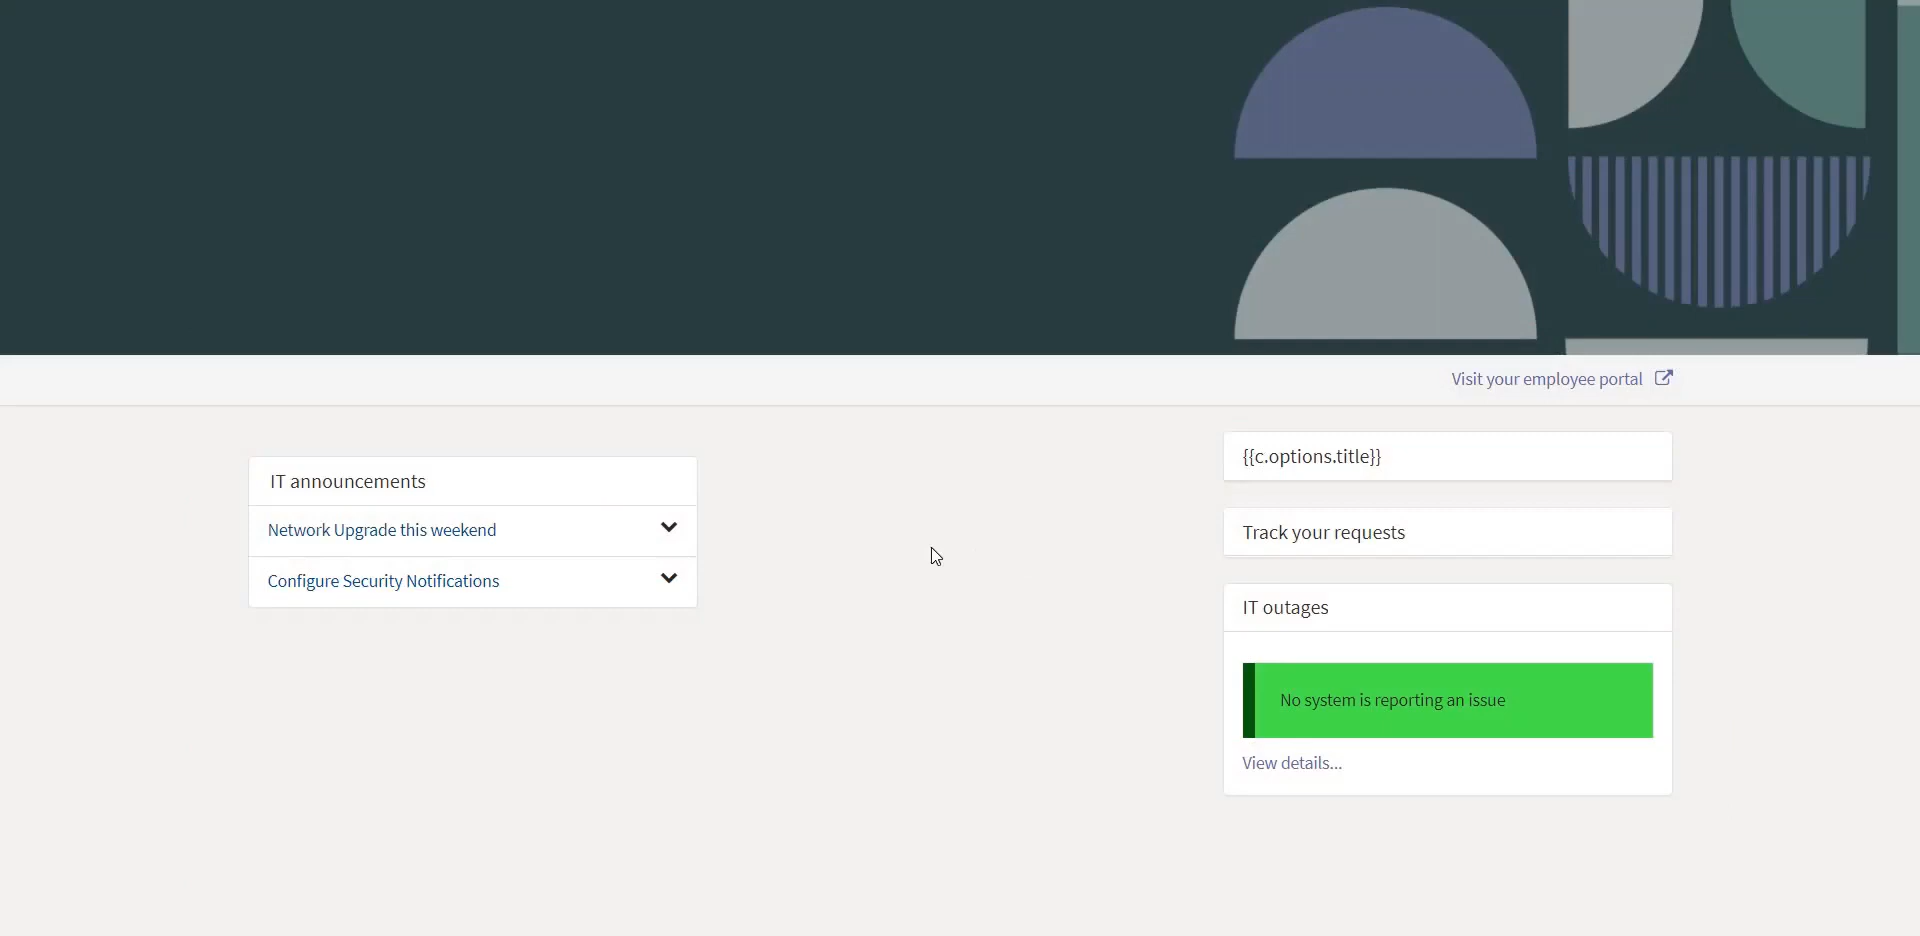 Visit your employee portal
IT announcements
Network Upgrade this weekend
Configure Security Notifications
{{c.options.title}}
Track your requests
IT outages
No system is reporting an issue
View details...